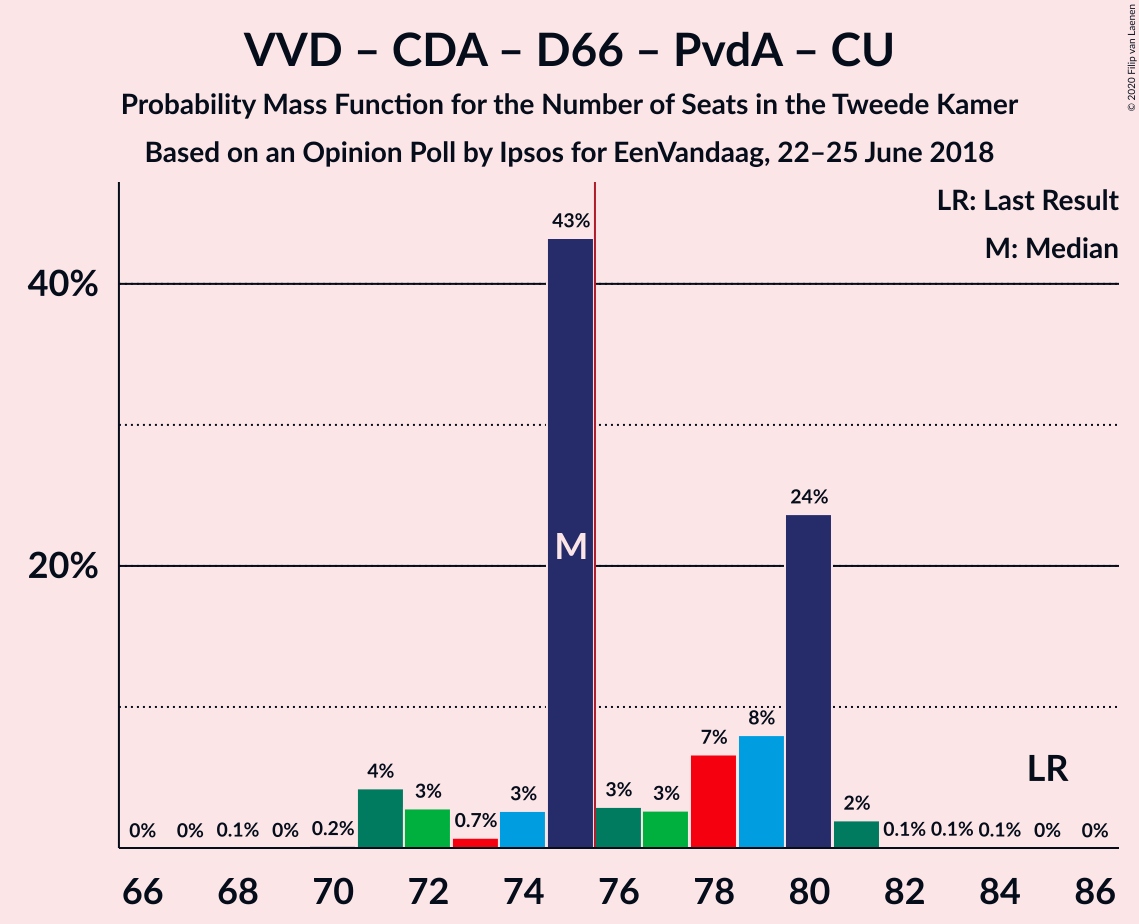 VVD – CDA – D66 – PvdA – CU
Probability Mass Function for the Number of Seats in the Tweede Kamer
Based on an Opinion Poll by Ipsos for EenVandaag, 22–25 June 2018
© 2020 Filip van Laenen
LR: Last Result
M: Median
40%
20%
0% 0% 0.1% 0% 0.2% 4% 3% 0.7% 3% 43% 3% 3% 7% 8% 24% 2% 0.1% 0.1% 0.1% 0% 0%
M
LR
66 68 70 72 74 76 78 80 82 84 86